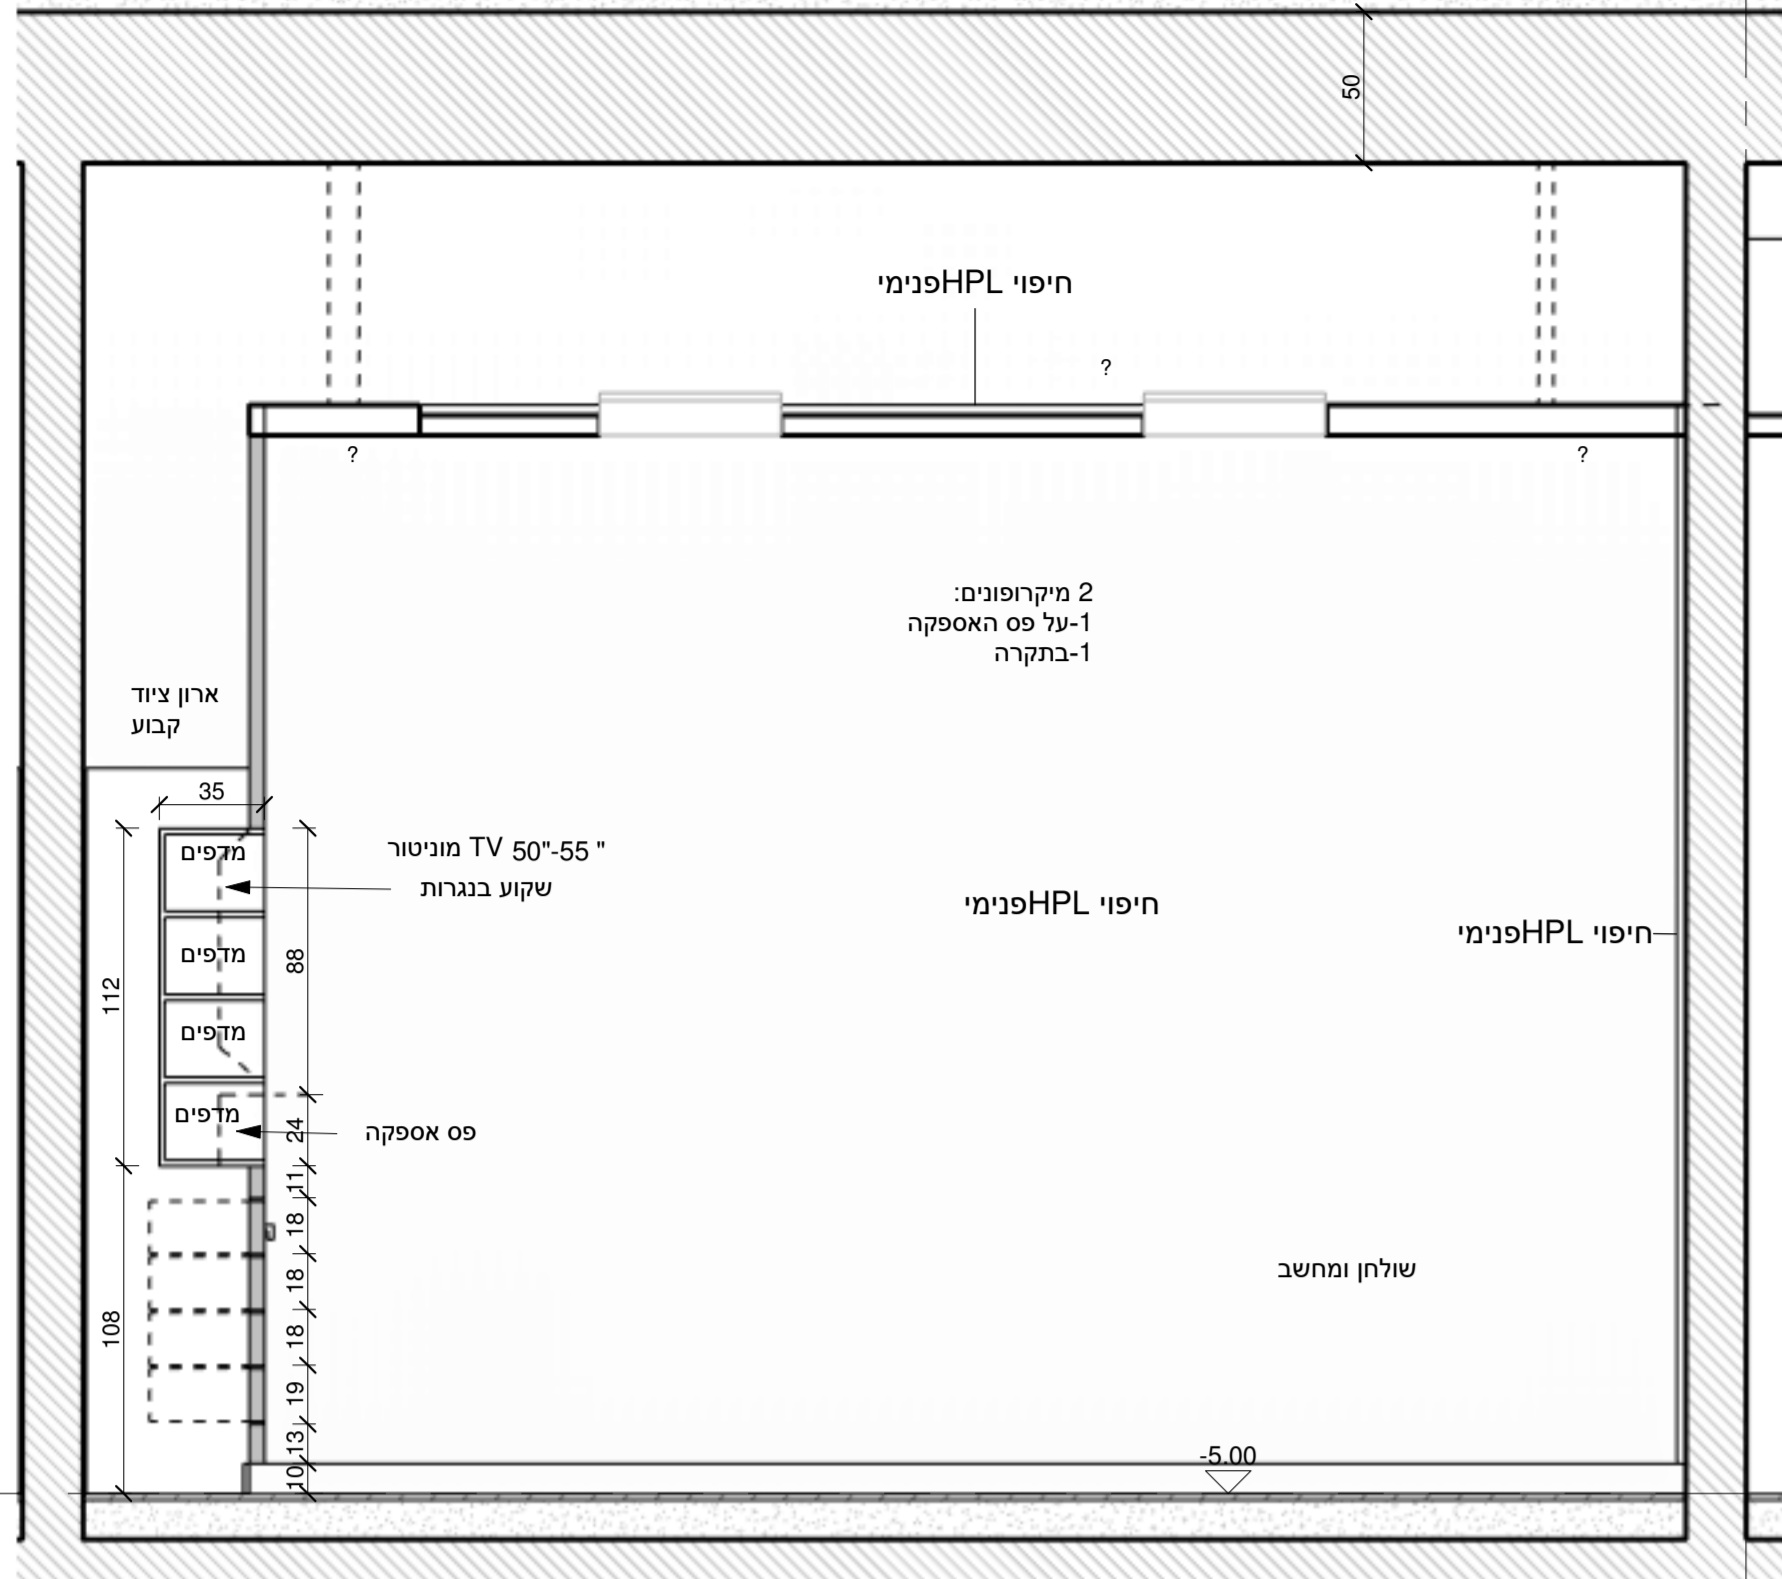 50
חיפוי HPLפנימי
?
?
?
2 מיקרופונים:
1-על פס האספקה
1-בתקרה
ארון ציוד
קבוע
35
מוניטור TV 50"-55 "
שקוע בנגרות
מדפים
מדפים
מדפים
מדפים
88
112
חיפוי HPLפנימי
חיפוי HPLפנימי
24
פס אספקה
11
18
18
18
19
13
10
108
שולחן ומחשב
-5.00